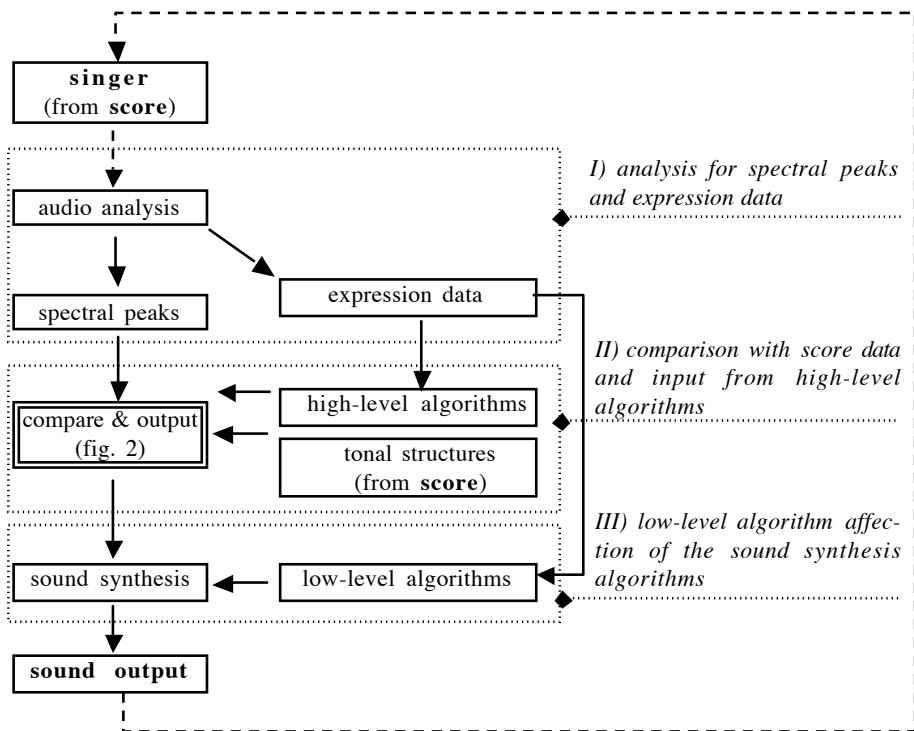 singer
(from score)
audio analysis
I) analysis for spectral peaks
and expression data
expression data
spectral peaks
II) comparison with score data
and input from high-level
algorithms
high-level algorithms
compare & output
(fig. 2)
tonal structures
(from score)
III) low-level algorithm affec-
tion of the sound synthesis
algorithms
sound synthesis
low-level algorithms
sound output